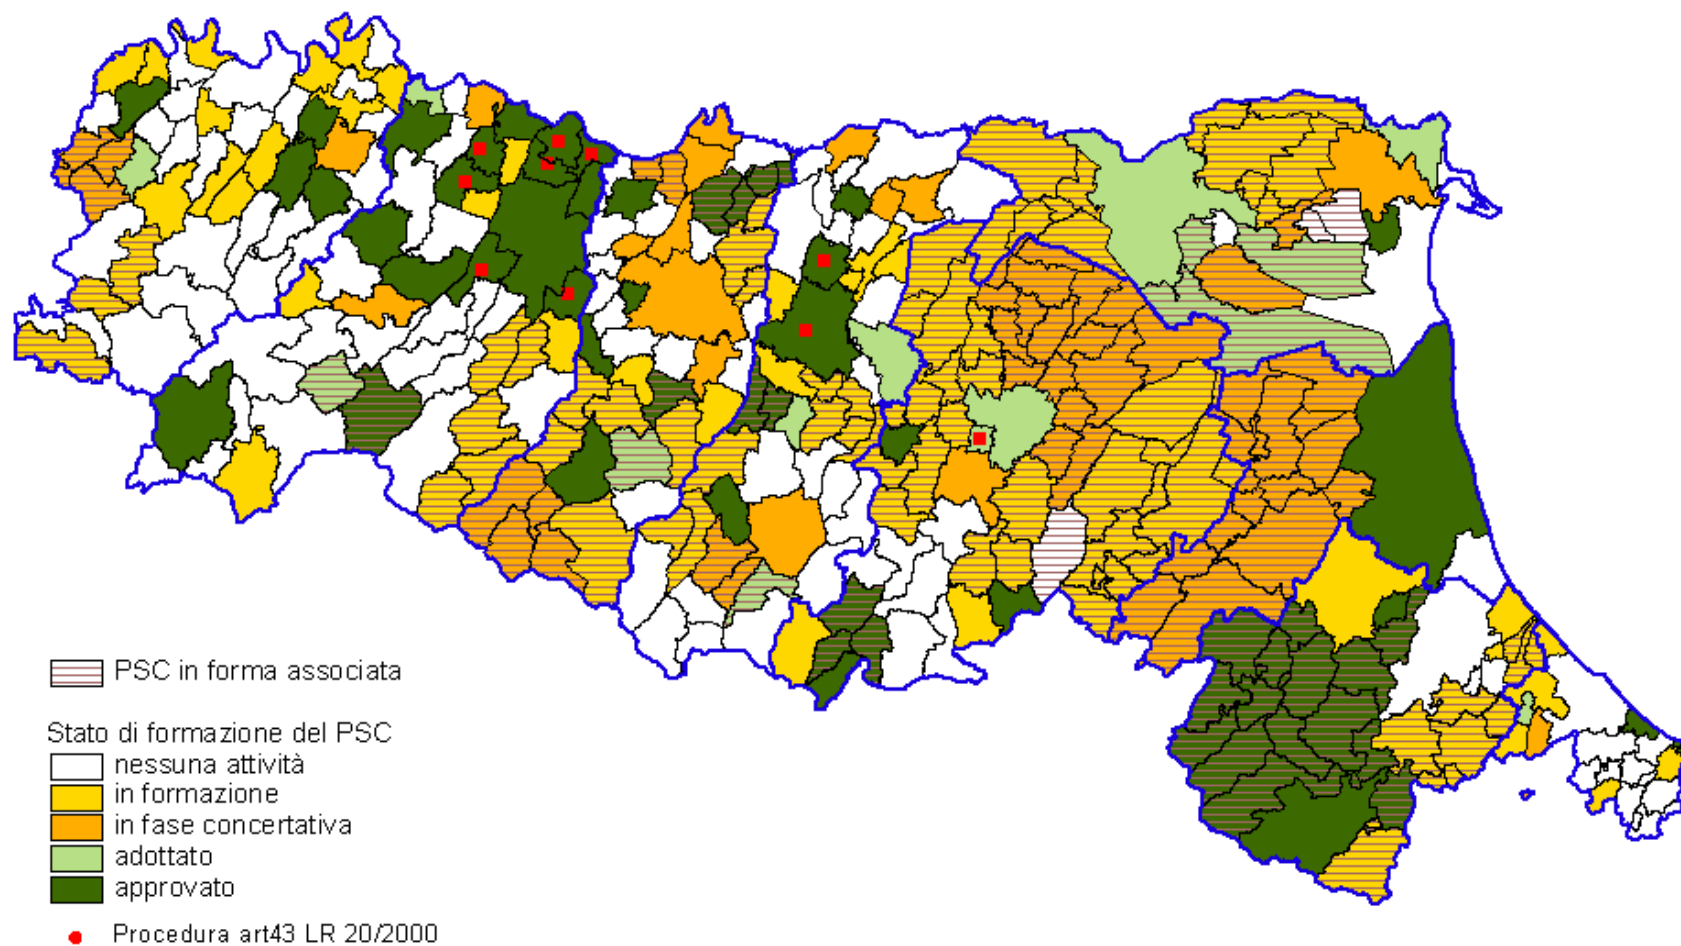 PSC in forma associata
Stato di formazione del PSC
nessuna attività
in formazione
in fase concertativa
adottato
approvato
Procedura art43 LR 20/2000